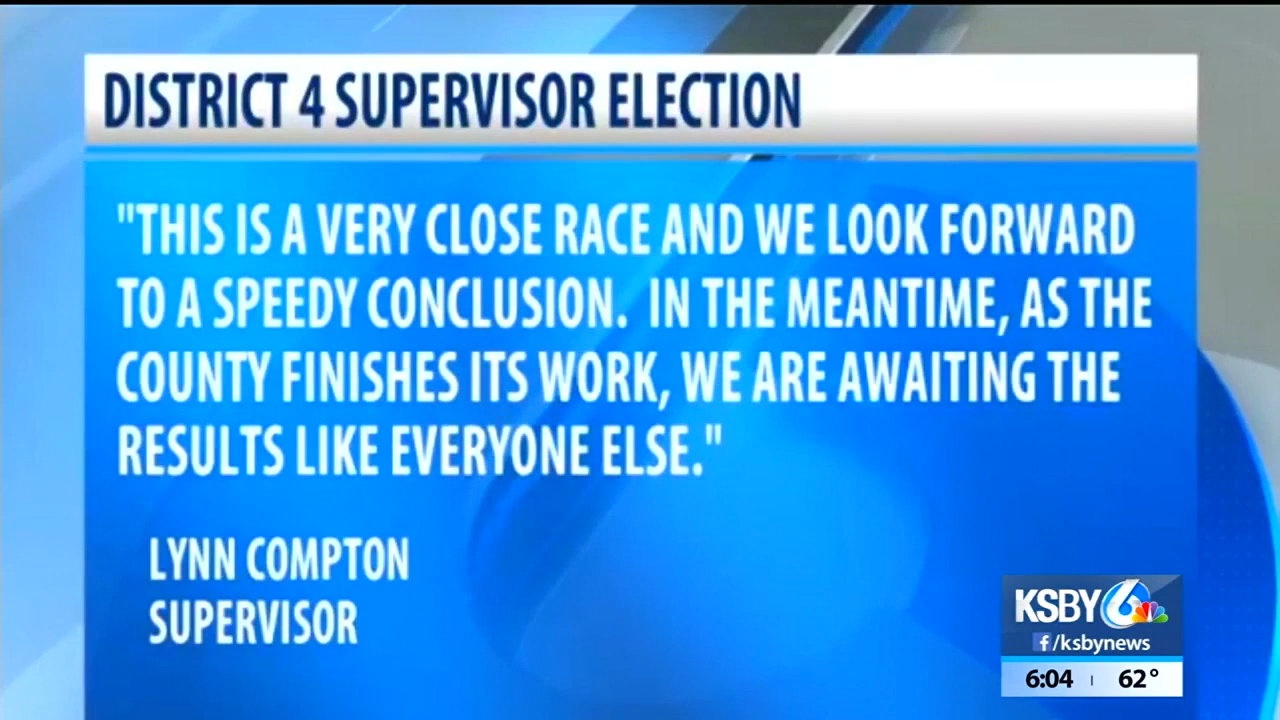 DISTRICT 4 SUPERVISOR ELECTION
"THIS IS A VERY CLOSE RACE AND WE LOOK FORWARD
TO A SPEEDY CONCLUSION.  IN THE MEANTIME, AS THE
COUNTY FINISHES ITS WORK, WE ARE AWAITING THE
RESULTS LIKE EVERYONE ELSE."
LYNN COMPTON
SUPERVISOR
KSBY 6
f/ksbynews
6:04 | 62°